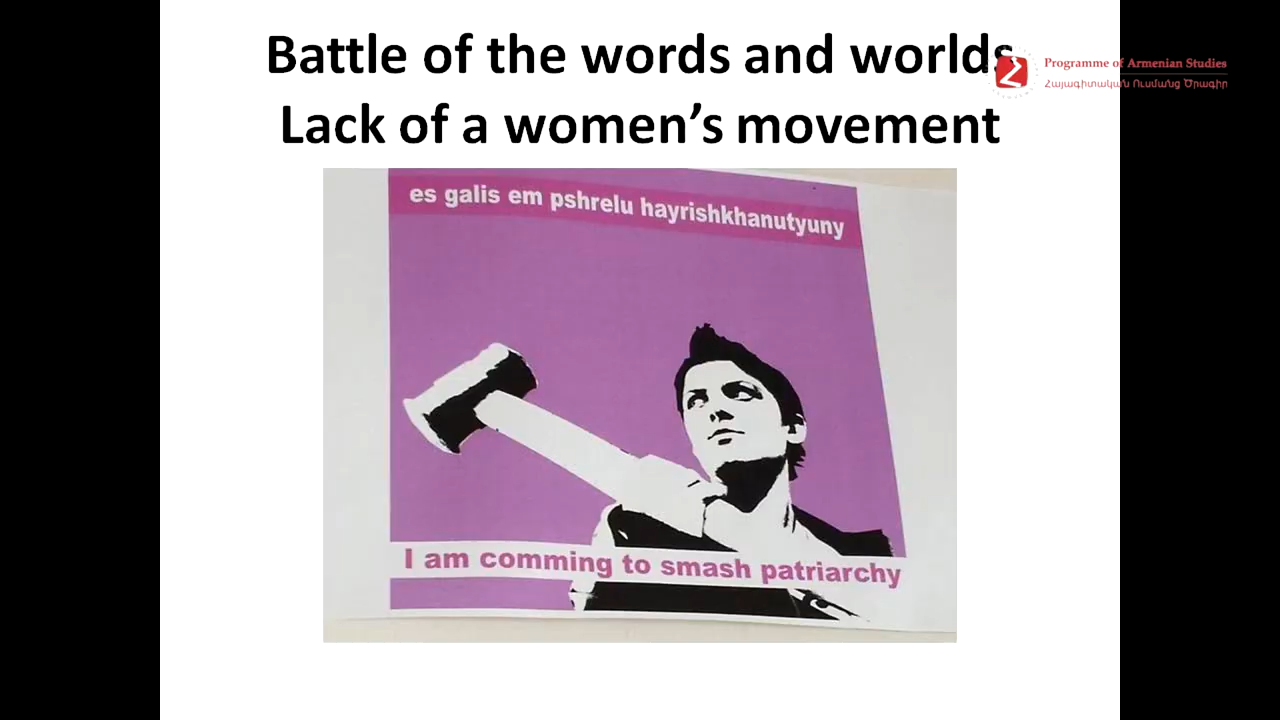 Battle of the words and worlds
Programme of Armenian Studies
Հայագիտական Ուսմանց Ծրագիր
Lack of a women's movement
es galis em pshrelu hayrishkhanutyuny
I am comming to smash patriarchy